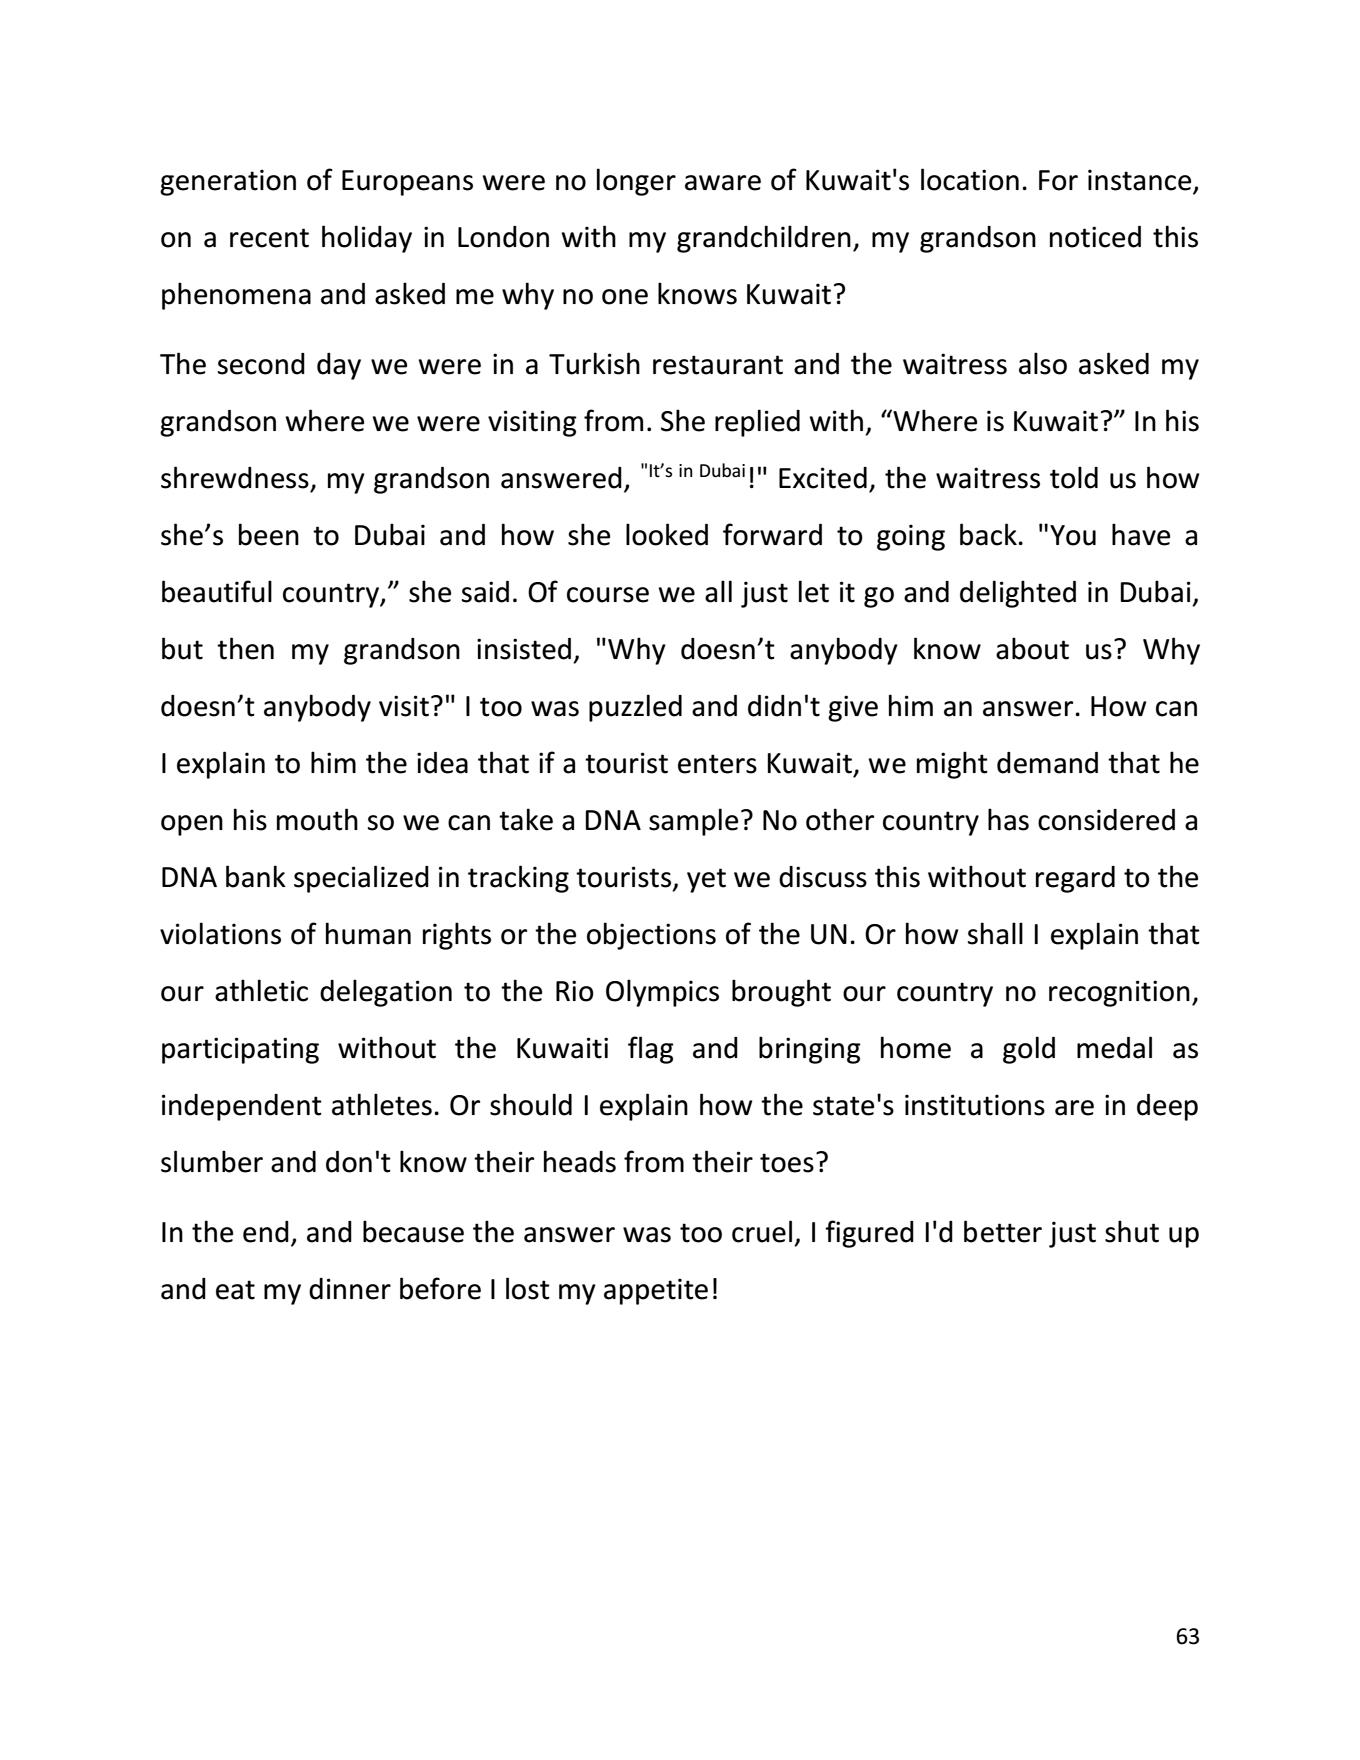 generation of Europeans were no longer aware of Kuwait's location. For instance,
on a recent holiday in London with my grandchildren, my grandson noticed this
phenomena and asked me why no one knows Kuwait?
The second day we were in a Turkish restaurant and the waitress also asked my
grandson where we were visiting from. She replied with, “Where is Kuwait?” In his
shrewdness, my grandson answered, "It’s in Dubai!" Excited, the waitress told us how
she’s been to Dubai and how she looked forward to going back. "You have a
beautiful country,” she said. Of course we all just let it go and delighted in Dubai,
but then my grandson insisted, "Why doesn’t anybody know about us? Why
doesn’t anybody visit?" I too was puzzled and didn't give him an answer. How can
I explain to him the idea that if a tourist enters Kuwait, we might demand that he
open his mouth so we can take a DNA sample? No other country has considered a
DNA bank specialized in tracking tourists, yet we discuss this without regard to the
violations of human rights or the objections of the UN. Or how shall I explain that
our athletic delegation to the Rio Olympics brought our country no recognition,
participating without the Kuwaiti flag and bringing home a gold medal as
independent athletes. Or should I explain how the state's institutions are in deep
slumber and don't know their heads from their toes?
In the end, and because the answer was too cruel, I figured I'd better just shut up
and eat my dinner before I lost my appetite!
63